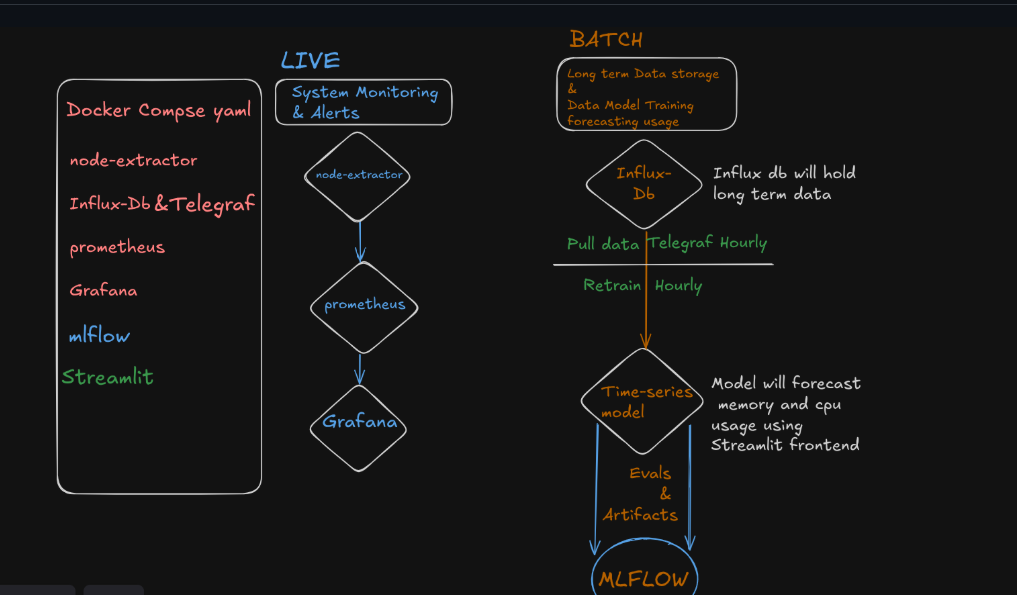 Docker Compse yaml
node-extractor
Influx-Db & Telegraf
prometheus
Grafana
mlflow
Streamlit
LIVE
System Monitoring
& Alerts
node-extractor
prometheus
Grafana
BATCH
Long term Data storage
&
Data Model Training
forecasting usage
Influx-
Db
Influx db will hold
long term data
Pull data Telegraf Hourly
Retrain Hourly
Time-series
model
Model will forecast
memory and cpu
usage using
Streamlit frontend
Evals
&
Artifacts
MLFLOW